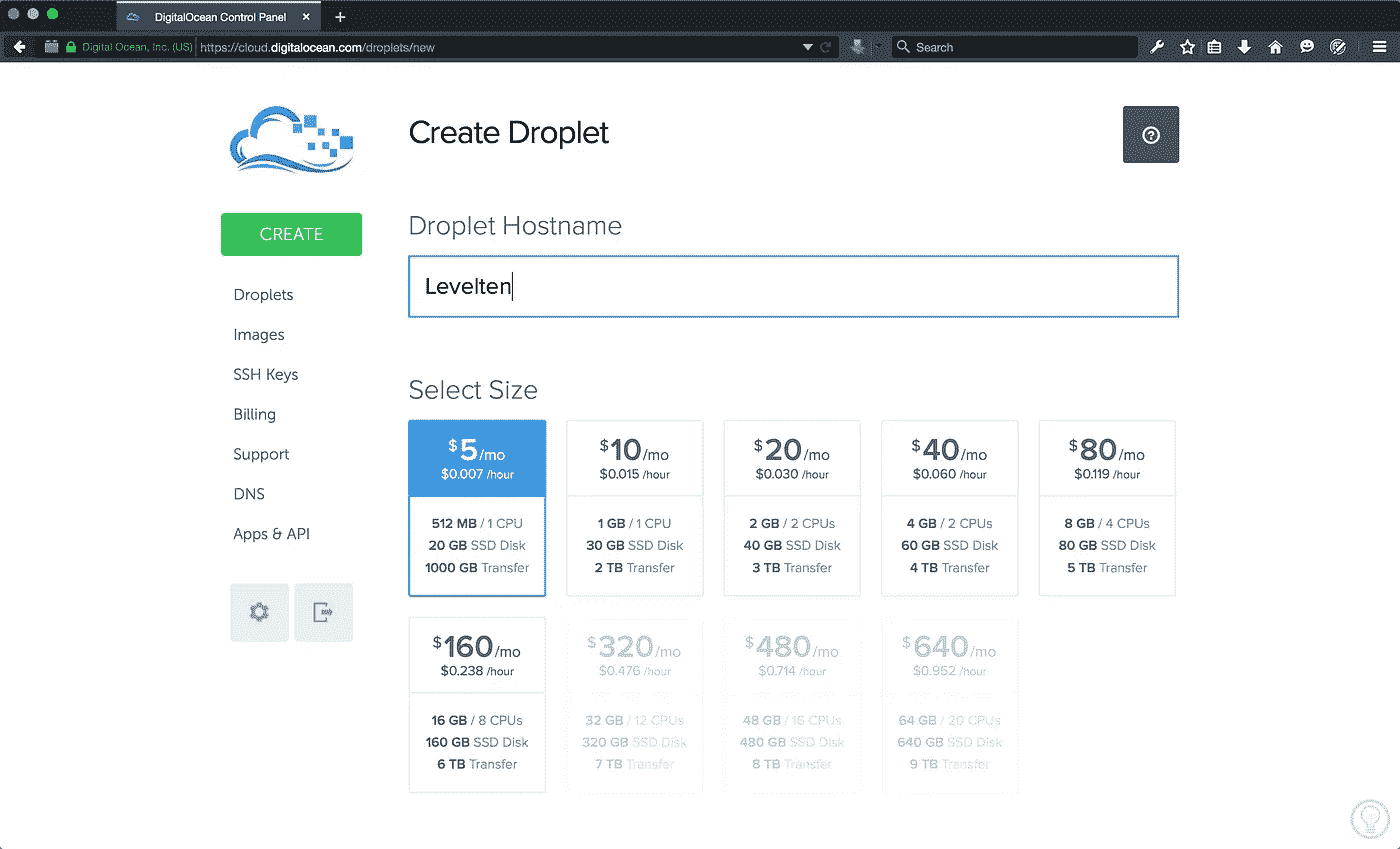 DigitalOcean Control Panel
Digital Ocean, Inc. (US)
https://cloud.digitalocean.com/droplets/new
Search
Create Droplet
CREATE
Droplets
Images
SSH Keys
Billing
Support
DNS
Apps & API
Droplet Hostname
Levelten
Select Size
$5/mo
$0.007 /hour
512 MB / 1 CPU
20 GB SSD Disk
1000 GB Transfer
$10/mo
$0.015 /hour
1 GB / 1 CPU
30 GB SSD Disk
2 TB Transfer
$20/mo
$0.030 /hour
2 GB / 2 CPUs
40 GB SSD Disk
3 TB Transfer
$40/mo
$0.060 /hour
4 GB / 2 CPUs
60 GB SSD Disk
4 TB Transfer
$80/mo
$0.119 /hour
8 GB / 4 CPUs
80 GB SSD Disk
5 TB Transfer
$160/mo
$0.238 /hour
16 GB / 8 CPUs
160 GB SSD Disk
6 TB Transfer
$320/mo
$0.476 /hour
32 GB / 12 CPUs
320 GB SSD Disk
7 TB Transfer
$480/mo
$0.714 /hour
48 GB / 16 CPUs
480 GB SSD Disk
8 TB Transfer
$640/mo
$0.952 /hour
64 GB / 20 CPUs
640 GB SSD Disk
9 TB Transfer